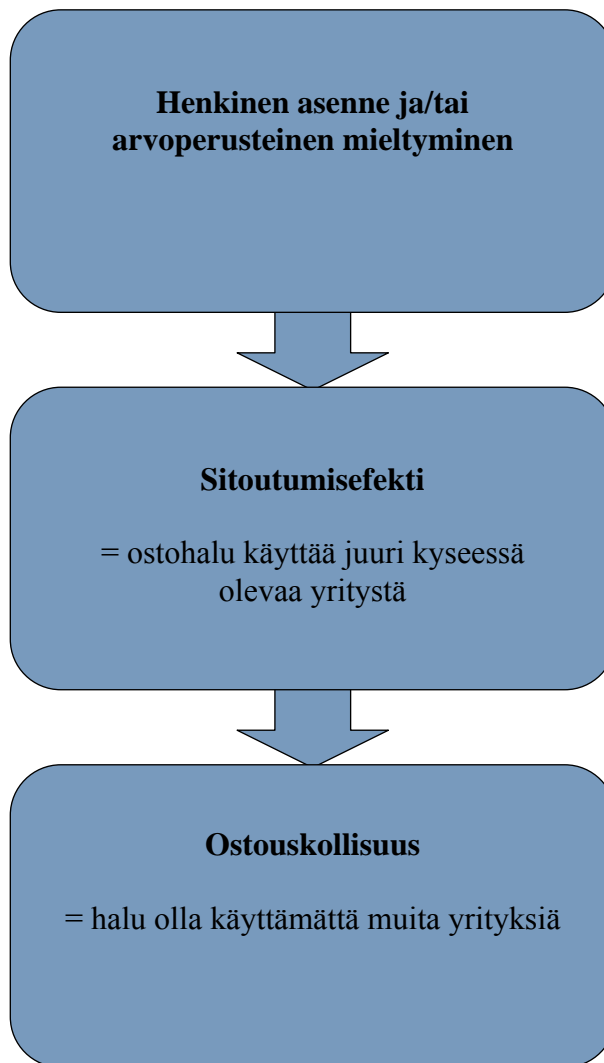 Henkinen asenne ja/tai
arvoperusteinen mieltyminen
Sitoutumisefekti
= ostohalu käyttää juuri kyseessä
olevaa yritystä
Ostouskollisuus
= halu olla käyttämättä muita yrityksiä